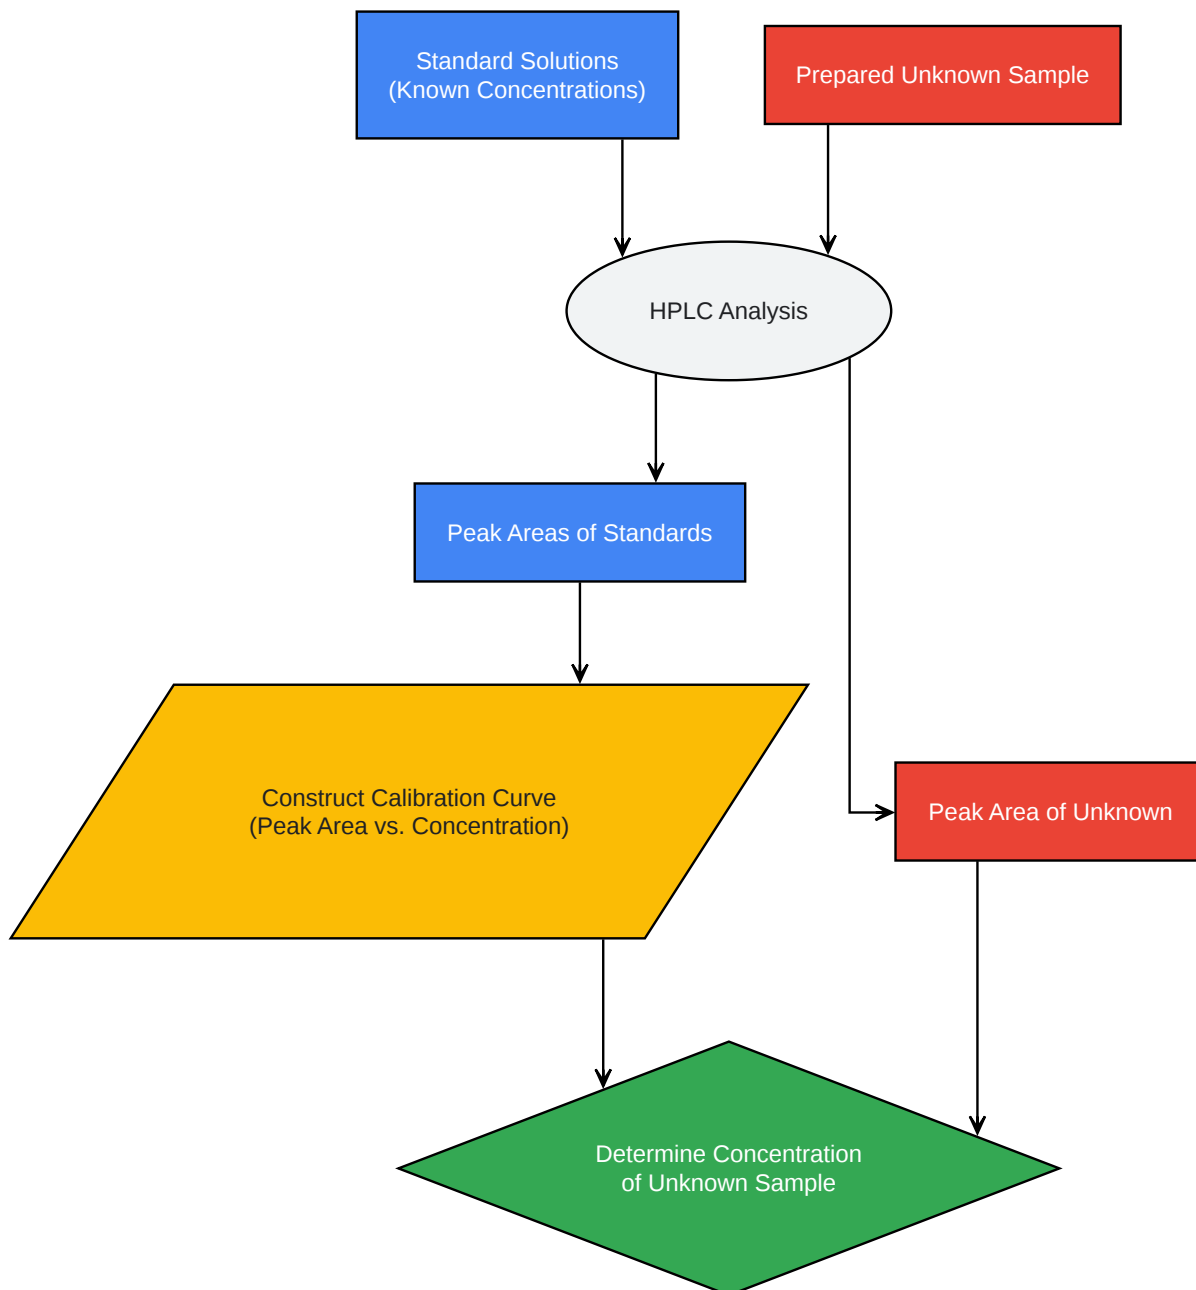 Standard Solutions
(Known Concentrations)
Prepared Unknown Sample
HPLC Analysis
Peak Areas of Standards
Construct Calibration Curve
(Peak Area vs. Concentration)
Peak Area of Unknown
Determine Concentration
of Unknown Sample